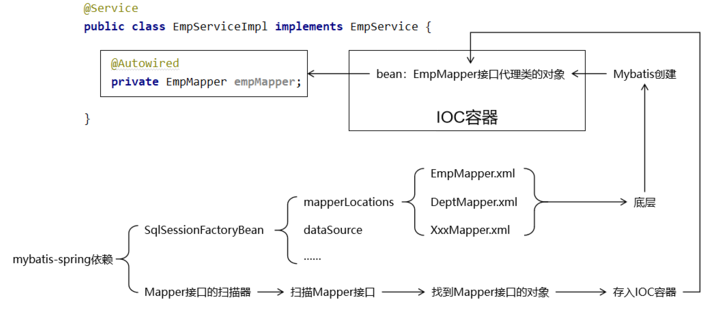 @Service
public class EmpServiceImpl implements EmpService {
@Autowired
private EmpMapper empMapper;
}
bean：EmpMapper接口代理类的对象
Mybatis创建
IOC容器
EmpMapper.xml
mapperLocations
DeptMapper.xml
底层
SqlSessionFactoryBean
dataSource
XxxMapper.xml
......
mybatis-spring依赖
Mapper接口的扫描器
扫描Mapper接口
找到Mapper接口的对象
存入IOC容器